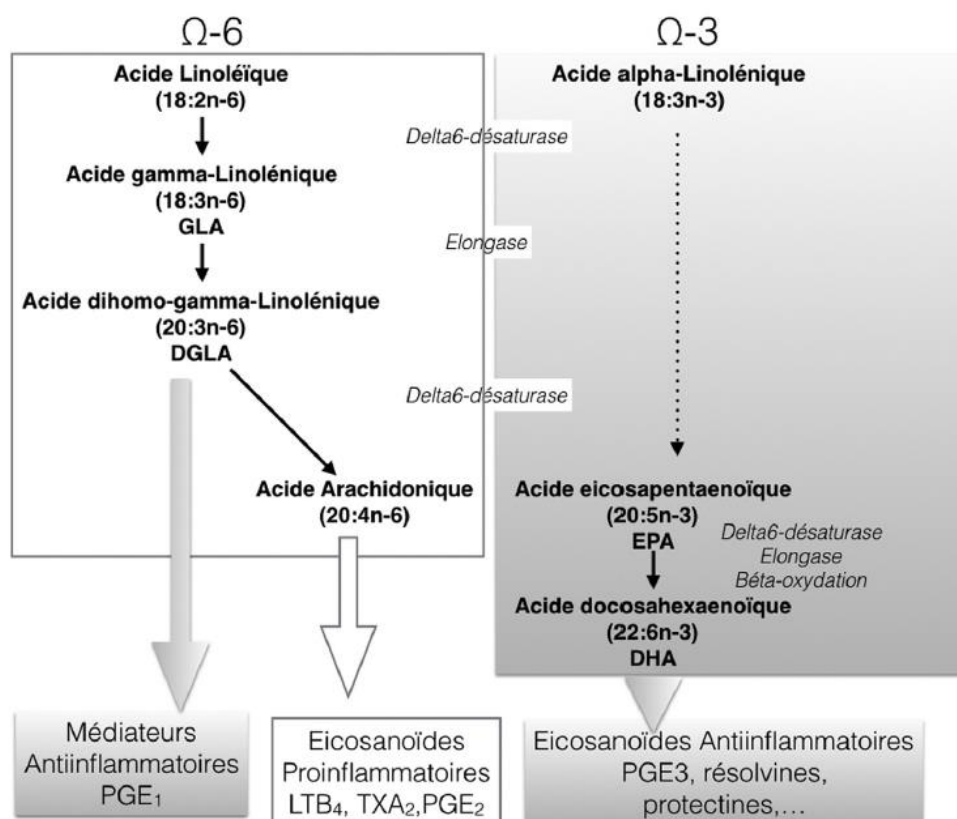 Ω-6
Acide Linoléïque
(18:2n-6)
Acide gamma-Linolénique
(18:3n-6)
GLA
Acide dihomo-gamma-Linolénique
(20:3n-6)
DGLA
Acide Arachidonique
(20:4n-6)
Delta6-désaturase
Elongase
Delta6-désaturase
Ω-3
Acide alpha-Linolénique
(18:3n-3)
Acide eicosapentaenoïque
(20:5n-3)
EPA
Delta6-désaturase
Elongase
Béta-oxydation
Acide docosahexaenoïque
(22:6n-3)
DHA
Médiateurs
Antiinflammatoires
PGE₁
Eicosanoïdes
Proinflammatoires
LTB₄, TXA₂,PGE₂
Eicosanoïdes Antiinflammatoires
PGE3, résolvines,
protectines,...